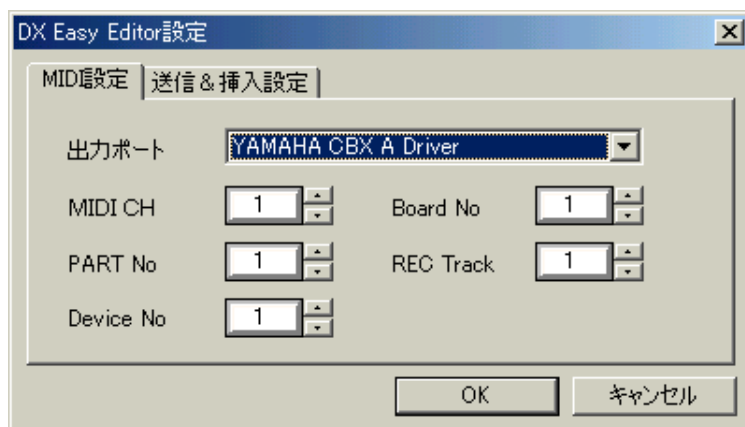 DX Easy Editor設定
MIDI設定 送信＆挿入設定
出力ポート YAMAHA CBX A Driver
MIDI CH 1 Board No 1
PART No 1 REC Track 1
Device No 1
OK キャンセル